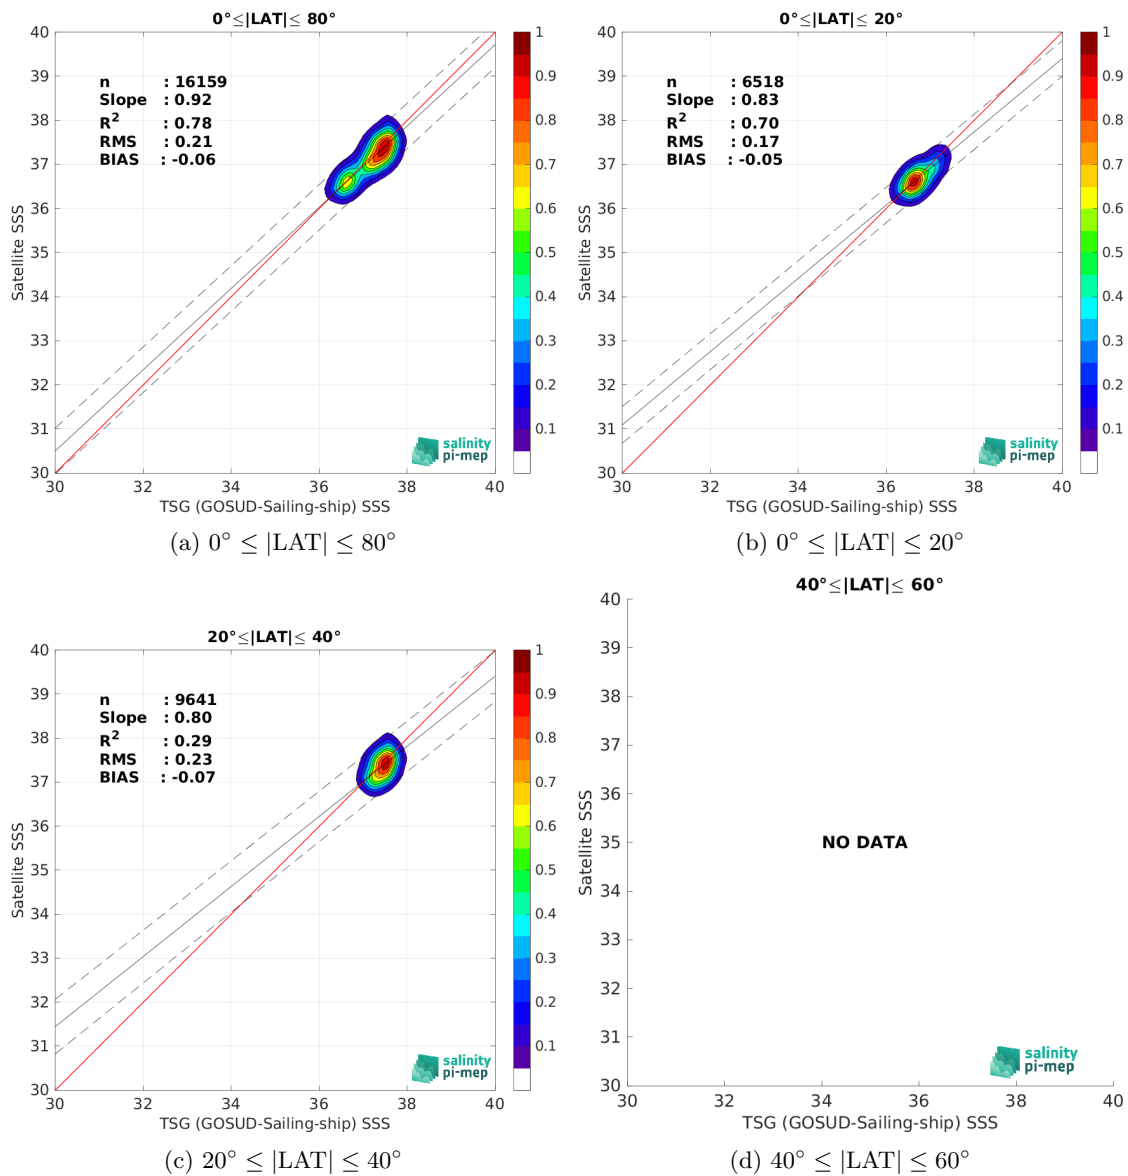 0°≤|LAT|≤ 80°
n : 16159
Slope : 0.92
R² : 0.78
RMS : 0.21
BIAS : -0.06
40
39
38
37
36
35
34
33
32
31
30
30 32 34 36 38 40
1
0.9
0.8
0.7
0.6
0.5
0.4
0.3
0.2
0.1
Satellite SSS
TSG (GOSUD-Sailing-ship) SSS
salinity
pi-mep
(a) 0° ≤ |LAT| ≤ 80°
0°≤|LAT|≤ 20°
n : 6518
Slope : 0.83
R² : 0.70
RMS : 0.17
BIAS : -0.05
40
39
38
37
36
35
34
33
32
31
30
30 32 34 36 38 40
1
0.9
0.8
0.7
0.6
0.5
0.4
0.3
0.2
0.1
Satellite SSS
TSG (GOSUD-Sailing-ship) SSS
salinity
pi-mep
(b) 0° ≤ |LAT| ≤ 20°
20°≤|LAT|≤ 40°
n : 9641
Slope : 0.80
R² : 0.29
RMS : 0.23
BIAS : -0.07
40
39
38
37
36
35
34
33
32
31
30
30 32 34 36 38 40
1
0.9
0.8
0.7
0.6
0.5
0.4
0.3
0.2
0.1
Satellite SSS
TSG (GOSUD-Sailing-ship) SSS
salinity
pi-mep
(c) 20° ≤ |LAT| ≤ 40°
40°≤|LAT|≤ 60°
40
39
38
37
36
35
34
33
32
31
30
30 32 34 36 38 40
NO DATA
Satellite SSS
TSG (GOSUD-Sailing-ship) SSS
salinity
pi-mep
(d) 40° ≤ |LAT| ≤ 60°